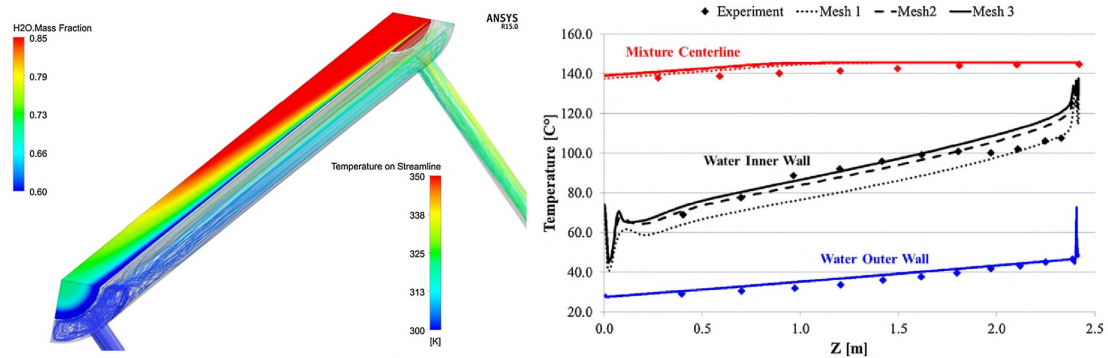 H2O.Mass Fraction
0.85
0.79
0.73
0.66
0.60
ANSYS
R15.0
Temperature on Streamline
350
338
325
313
300
[K]
◆ Experiment ······· Mesh 1 – – – Mesh2 —— Mesh 3
160.0
140.0
120.0
100.0
80.0
60.0
40.0
20.0
Temperature [C°]
Mixture Centerline
Water Inner Wall
Water Outer Wall
0.0 0.5 1.0 1.5 2.0 2.5
Z [m]